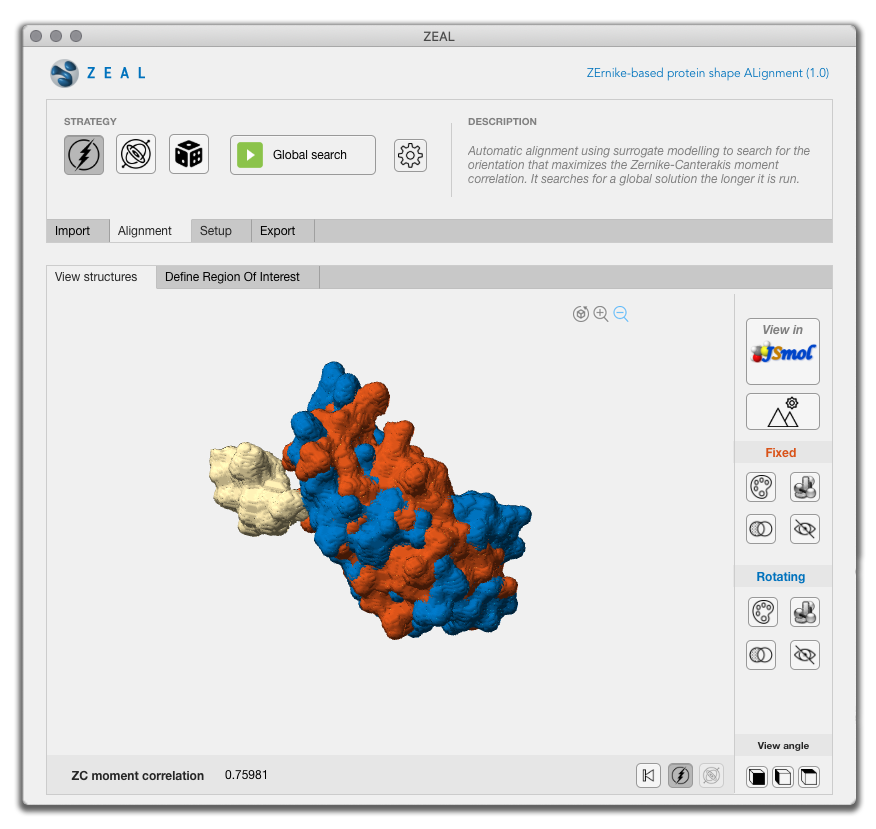 ZEAL
Z E A L
ZErnike-based protein shape ALignment (1.0)
STRATEGY
Global search
DESCRIPTION
Automatic alignment using surrogate modelling to search for the
orientation that maximizes the Zernike-Canterakis moment
correlation. It searches for a global solution the longer it is run.
Import
Alignment
Setup
Export
View structures
Define Region Of Interest
View in
JSmol
Fixed
Rotating
View angle
ZC moment correlation
0.75981